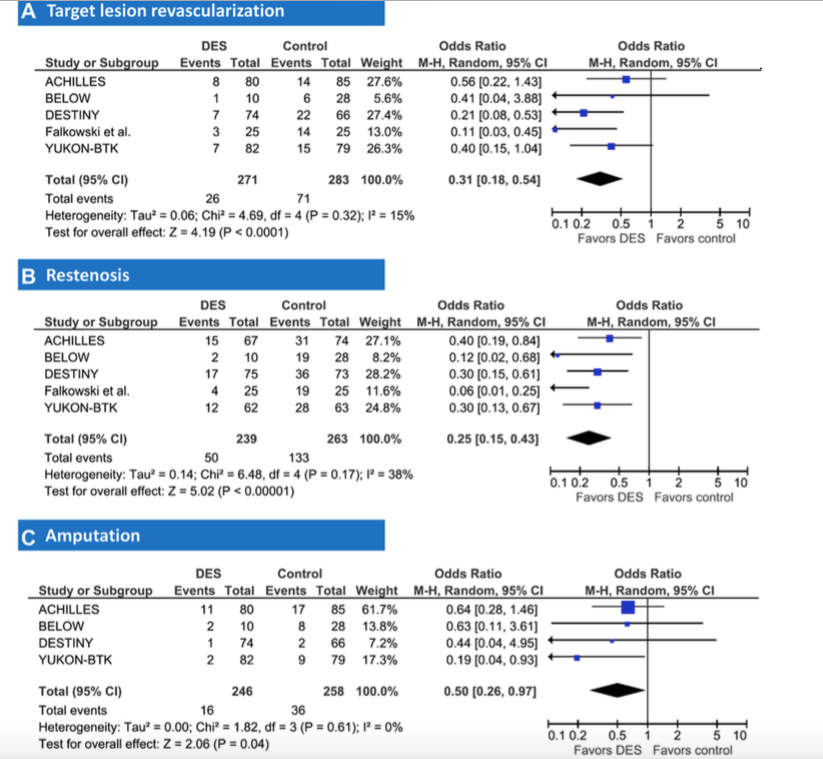 A Target lesion revascularization
DES Control Odds Ratio Odds Ratio
Study or Subgroup Events Total Events Total Weight M-H, Random, 95% CI M-H, Random, 95% CI
ACHILLES 8 80 14 85 27.6% 0.56 [0.22, 1.43]
BELOW 1 10 6 28 5.6% 0.41 [0.04, 3.88]
DESTINY 7 74 22 66 27.4% 0.21 [0.08, 0.53]
Falkowski et al. 3 25 14 25 13.0% 0.11 [0.03, 0.45]
YUKON-BTK 7 82 15 79 26.3% 0.40 [0.15, 1.04]
Total (95% CI) 271 283 100.0% 0.31 [0.18, 0.54]
Total events 26 71
Heterogeneity: Tau² = 0.06; Chi² = 4.69, df = 4 (P = 0.32); I² = 15%
Test for overall effect: Z = 4.19 (P < 0.0001)
0.1 0.2 0.5 1 2 5 10
Favors DES Favors control
B Restenosis
DES Control Odds Ratio Odds Ratio
Study or Subgroup Events Total Events Total Weight M-H, Random, 95% CI M-H, Random, 95% CI
ACHILLES 15 67 31 74 27.1% 0.40 [0.19, 0.84]
BELOW 2 10 19 28 8.2% 0.12 [0.02, 0.68]
DESTINY 17 75 36 73 28.2% 0.30 [0.15, 0.61]
Falkowski et al. 4 25 19 25 11.6% 0.06 [0.01, 0.25]
YUKON-BTK 12 62 28 63 24.8% 0.30 [0.13, 0.67]
Total (95% CI) 239 263 100.0% 0.25 [0.15, 0.43]
Total events 50 133
Heterogeneity: Tau² = 0.14; Chi² = 6.48, df = 4 (P = 0.17); I² = 38%
Test for overall effect: Z = 5.02 (P < 0.00001)
0.1 0.2 0.5 1 2 5 10
Favors DES Favors control
C Amputation
DES Control Odds Ratio Odds Ratio
Study or Subgroup Events Total Events Total Weight M-H, Random, 95% CI M-H, Random, 95% CI
ACHILLES 11 80 17 85 61.7% 0.64 [0.28, 1.46]
BELOW 2 10 8 28 13.8% 0.63 [0.11, 3.61]
DESTINY 1 74 2 66 7.2% 0.44 [0.04, 4.95]
YUKON-BTK 2 82 9 79 17.3% 0.19 [0.04, 0.93]
Total (95% CI) 246 258 100.0% 0.50 [0.26, 0.97]
Total events 16 36
Heterogeneity: Tau² = 0.00; Chi² = 1.82, df = 3 (P = 0.61); I² = 0%
Test for overall effect: Z = 2.06 (P = 0.04)
0.1 0.2 0.5 1 2 5 10
Favors DES Favors control